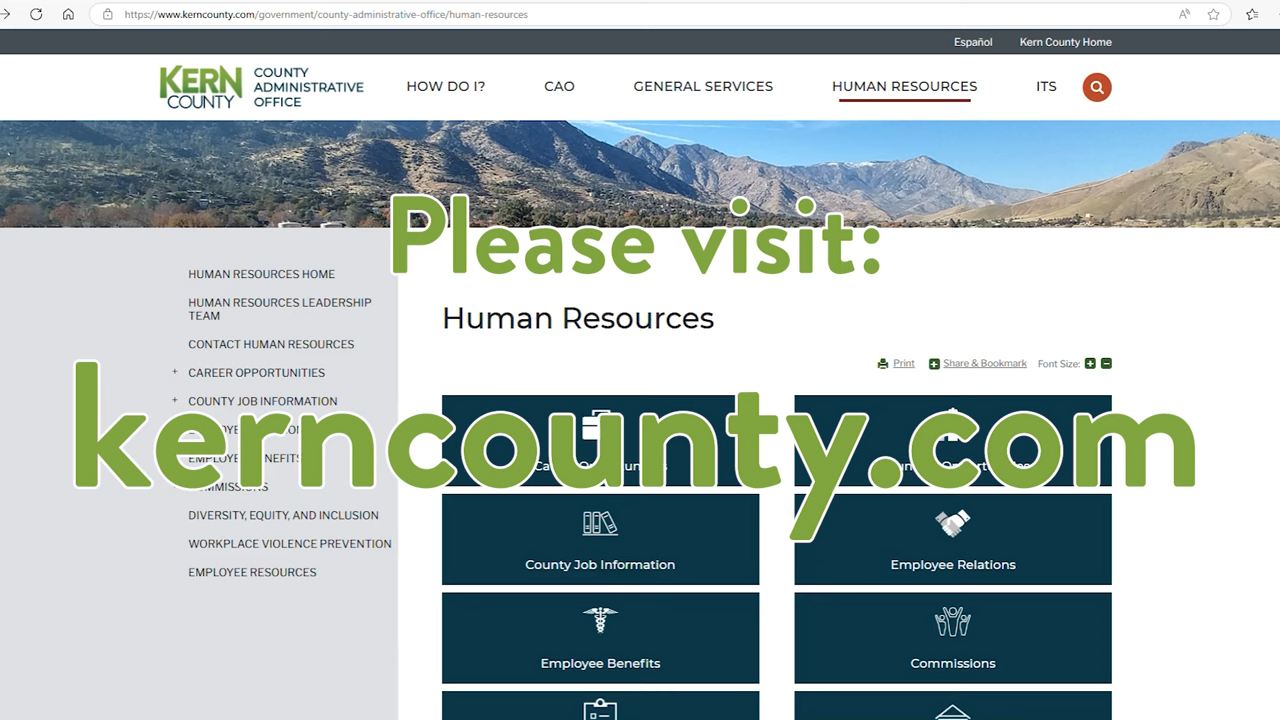 https://www.kerncounty.com/government/county-administrative-office/human-resources
Español
Kern County Home
KERN
COUNTY
COUNTY
ADMINISTRATIVE
OFFICE
HOW DO I?
CAO
GENERAL SERVICES
HUMAN RESOURCES
ITS
Please visit:
kerncounty.com
HUMAN RESOURCES HOME
HUMAN RESOURCES LEADERSHIP
TEAM
CONTACT HUMAN RESOURCES
+ CAREER OPPORTUNITIES
+ COUNTY JOB INFORMATION
DIVERSITY, EQUITY, AND INCLUSION
WORKPLACE VIOLENCE PREVENTION
EMPLOYEE RESOURCES
Human Resources
Print
Share & Bookmark
Font Size:
County Job Information
Employee Relations
Employee Benefits
Commissions